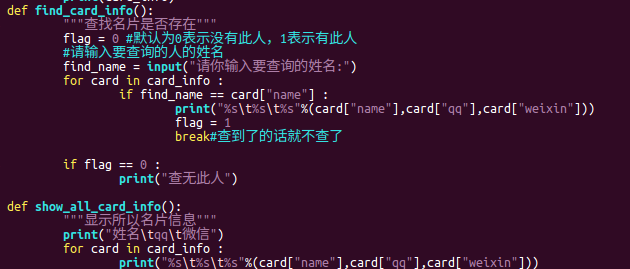 def find_card_info():
"""查找名片是否存在"""
flag = 0 #默认为0表示没有此人，1表示有此人
#请输入要查询的人的姓名
find_name = input("请你输入要查询的姓名:")
for card in card_info :
if find_name == card["name"] :
print("%s\t%s\t%s"%(card["name"],card["qq"],card["weixin"]))
flag = 1
break#查到了的话就不查了
if flag == 0 :
print("查无此人")
def show_all_card_info():
"""显示所以名片信息"""
print("姓名\tqq\t微信")
for card in card_info :
print("%s\t%s\t%s"%(card["name"],card["qq"],card["weixin"]))